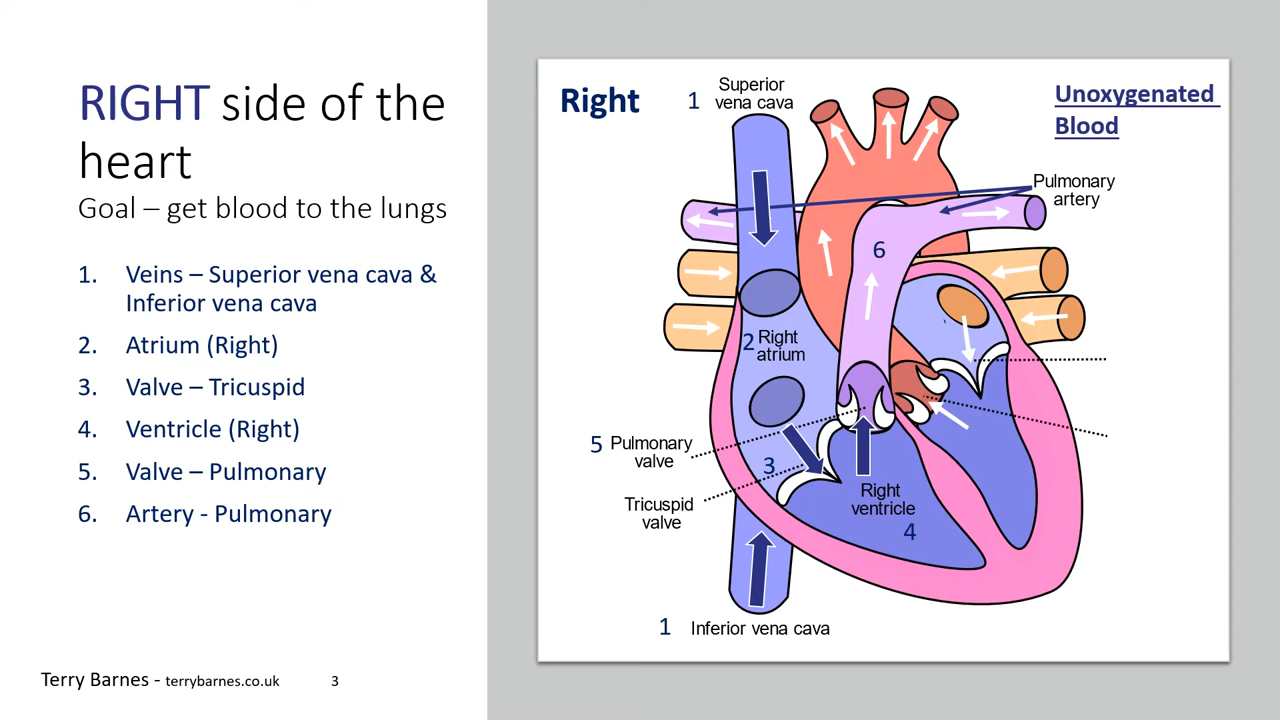 RIGHT side of the
heart
Goal – get blood to the lungs
1. Veins – Superior vena cava &
Inferior vena cava
2. Atrium (Right)
3. Valve – Tricuspid
4. Ventricle (Right)
5. Valve – Pulmonary
6. Artery - Pulmonary
Terry Barnes - terrybarnes.co.uk 3
Right
1 Superior
vena cava
Unoxygenated
Blood
Pulmonary
artery
6
2 Right
atrium
5 Pulmonary
valve
3
Tricuspid
valve
Right
ventricle
4
1 Inferior vena cava